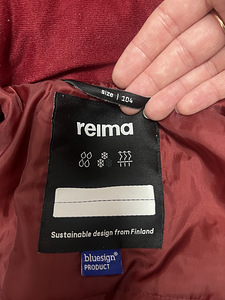 size | 104
reima
Sustainable design from Finland
bluesign®
PRODUCT